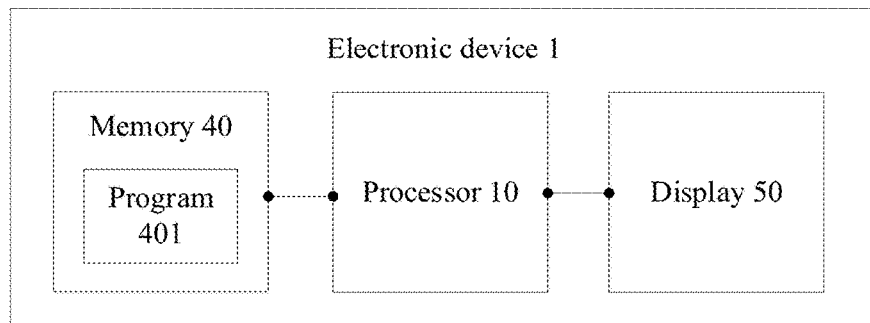 Electronic device 1
Memory 40
Program
401
Processor 10
Display 50